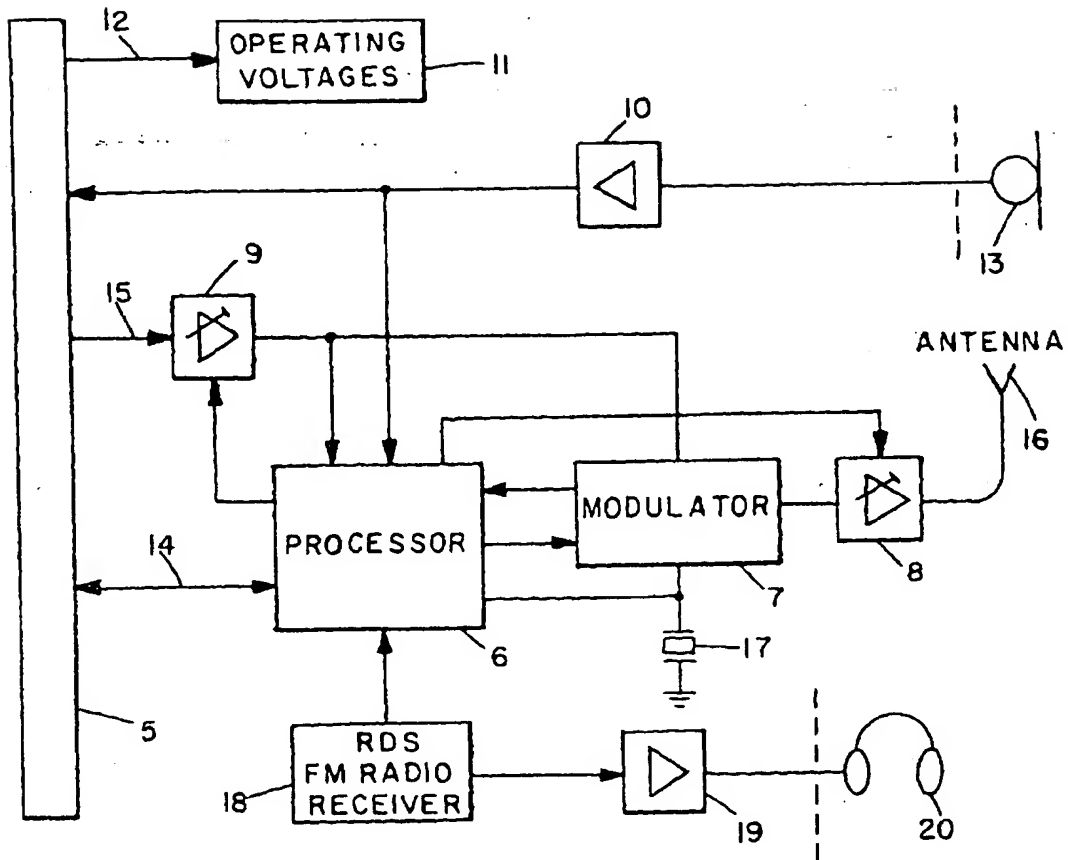 12
OPERATING
VOLTAGES
11
10
13
9
15
ANTENNA
16
PROCESSOR
MODULATOR
14
8
7
6
17
5
RDS
FM RADIO
RECEIVER
18
19
20